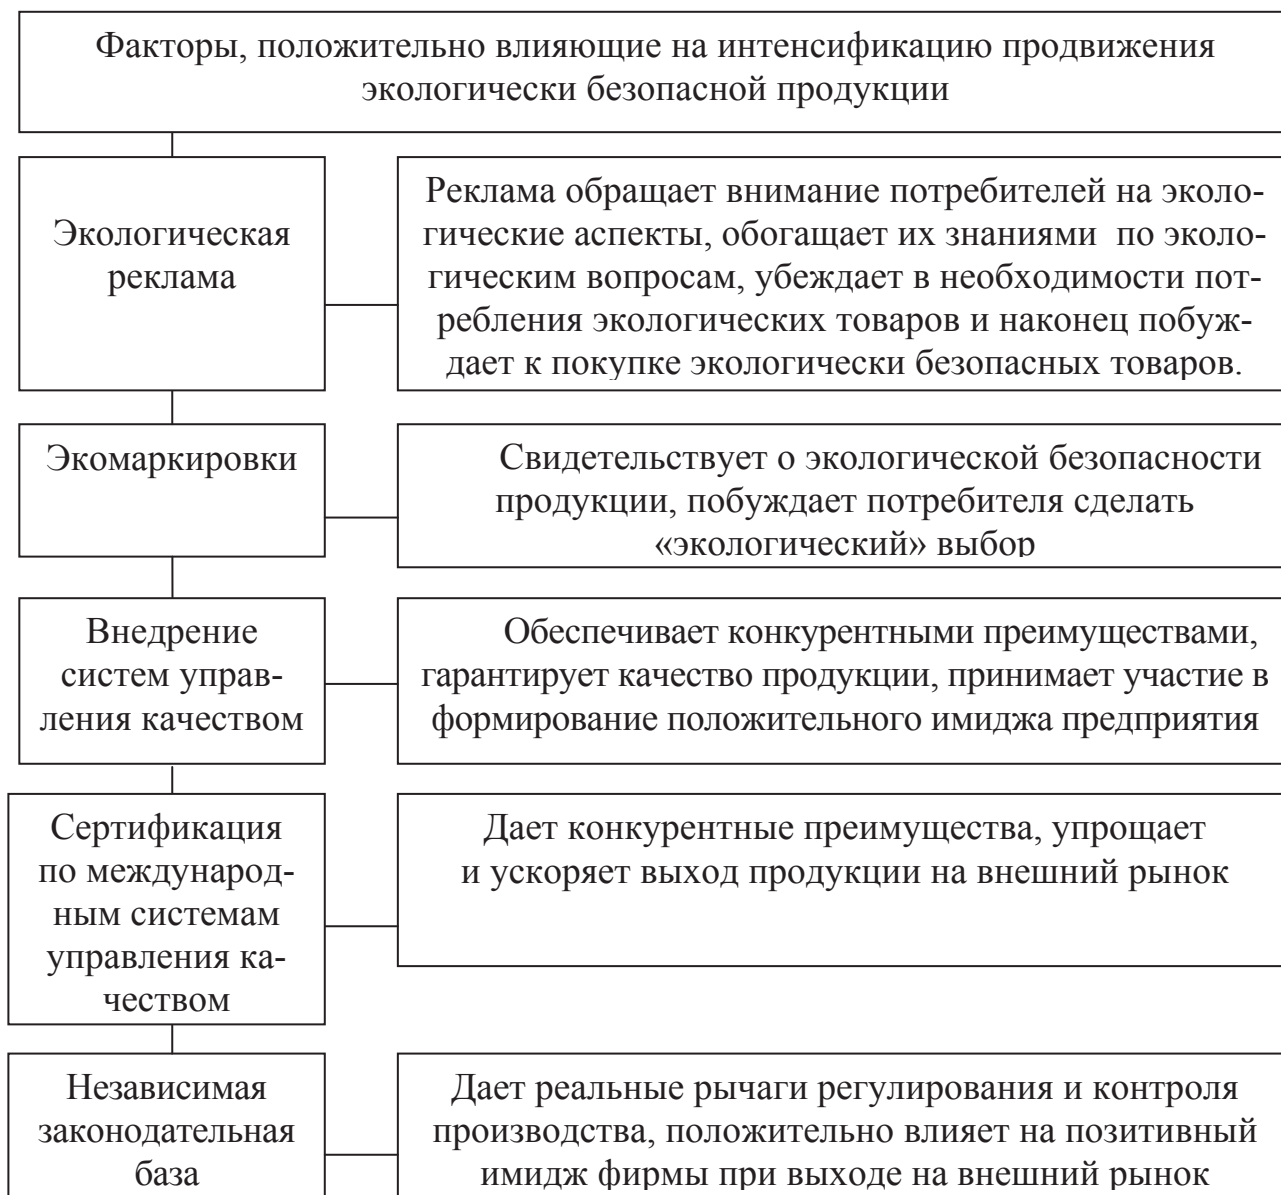 Факторы, положительно влияющие на интенсификацию продвижения
экологически безопасной продукции
Экологическая
реклама
Реклама обращает внимание потребителей на эколо-
гические аспекты, обогащает их знаниями по эколо-
гическим вопросам, убеждает в необходимости пот-
ребления экологических товаров и наконец побуж-
дает к покупке экологически безопасных товаров.
Экомаркировки
Свидетельствует о экологической безопасности
продукции, побуждает потребителя сделать
«экологический» выбор
Внедрение
систем управ-
ления качеством
Обеспечивает конкурентными преимуществами,
гарантирует качество продукции, принимает участие в
формирование положительного имиджа предприятия
Сертификация
по международ-
ным системам
управления ка-
чеством
Дает конкурентные преимущества, упрощает
и ускоряет выход продукции на внешний рынок
Независимая
законодательная
база
Дает реальные рычаги регулирования и контроля
производства, положительно влияет на позитивный
имидж фирмы при выходе на внешний рынок